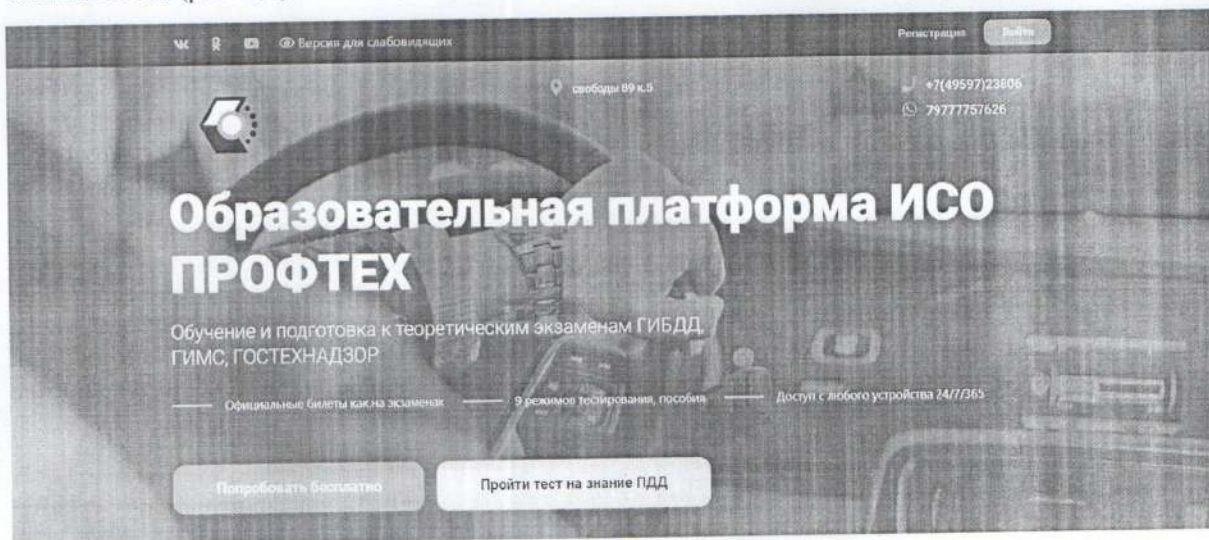 Версия для слабовидящих
Регистрация
Войти
свободы 89 к.5
+7(49597)23806
79777757626
Образовательная платформа ИСО
ПРОФТЕХ
Обучение и подготовка к теоретическим экзаменам ГИБДД,
ГИМС, ГОСТЕХНАДЗОР
Официальные билеты как на экзаменах
9 режимов тестирования, пособия
Доступ с любого устройства 24/7/365
Попробовать бесплатно
Пройти тест на знание ПДД